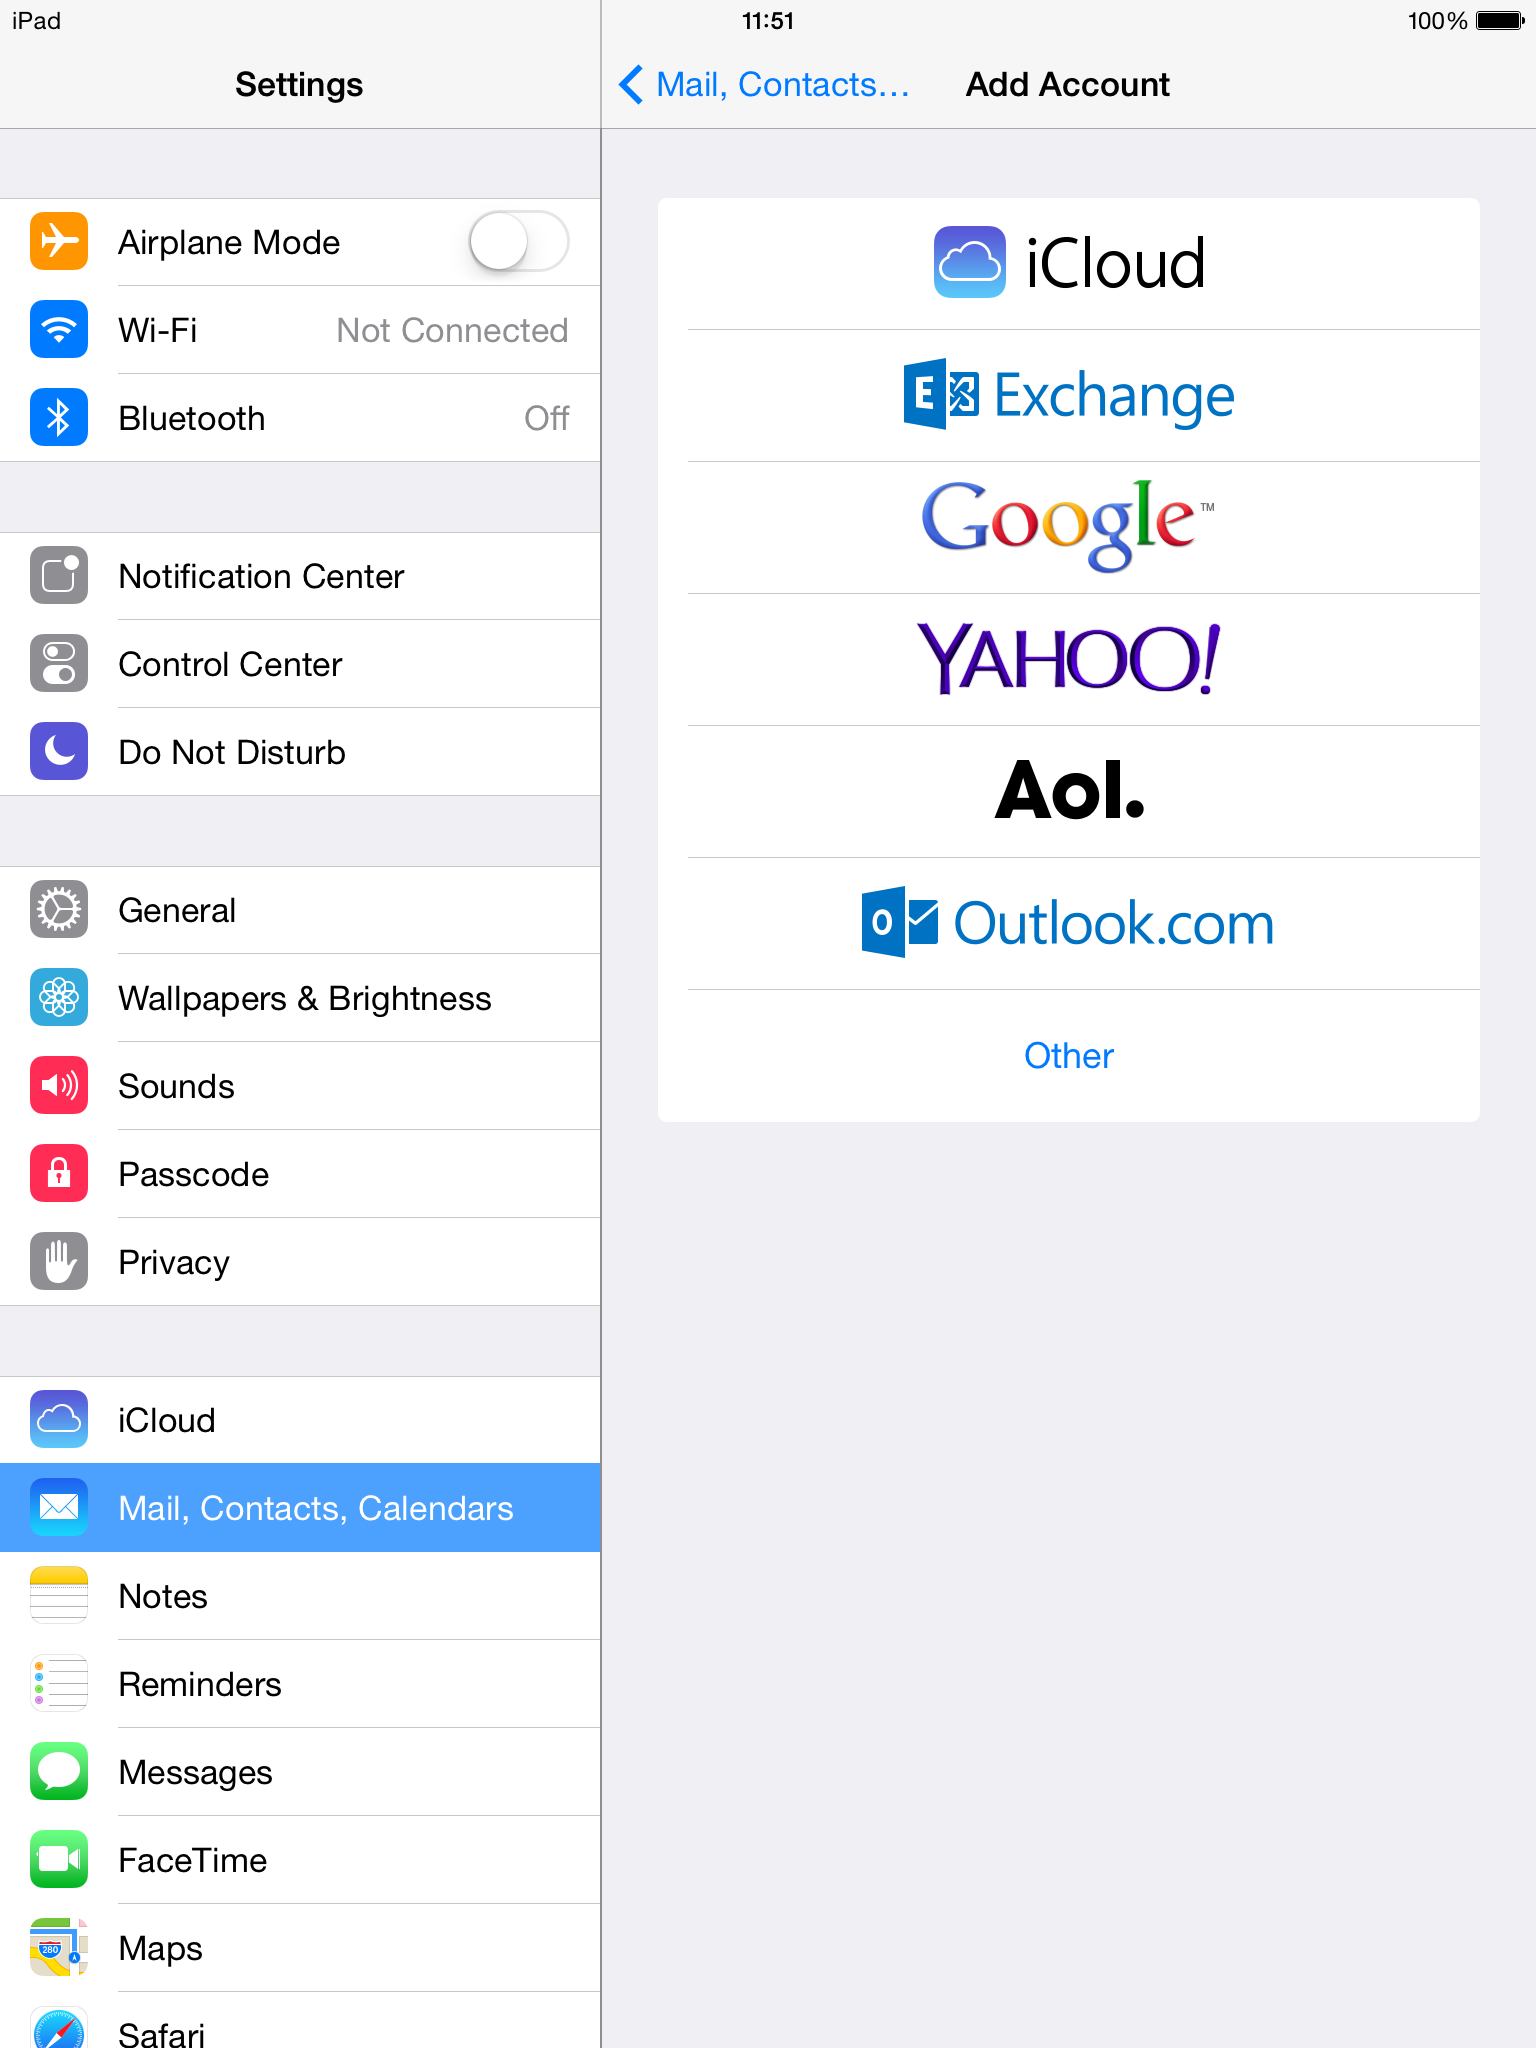 iPad
11:51
100%
Settings
Airplane Mode
Wi-Fi Not Connected
Bluetooth Off
Notification Center
Control Center
Do Not Disturb
General
Wallpapers & Brightness
Sounds
Passcode
Privacy
iCloud
Mail, Contacts, Calendars
Notes
Reminders
Messages
FaceTime
280
Maps
Safari
Mail, Contacts...
Add Account
iCloud
E Exchange
Google™
YAHOO!
Aol.
O Outlook.com
Other